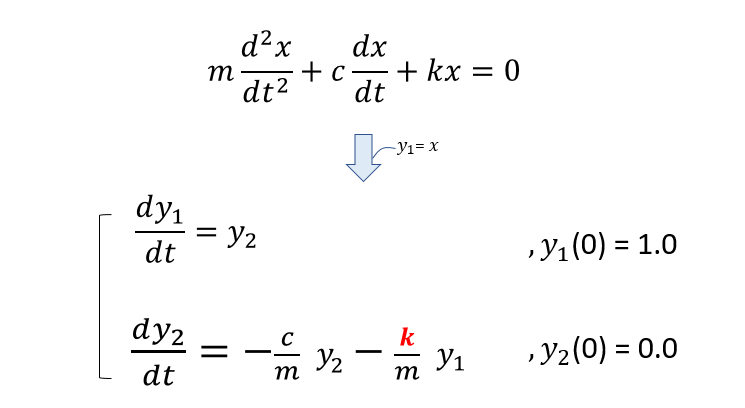 m d²x/dt² + c dx/dt + kx = 0
y₁= x
dy₁/dt = y₂ , y₁(0) = 1.0
dy₂/dt = −c/m y₂ − k/m y₁ , y₂(0) = 0.0